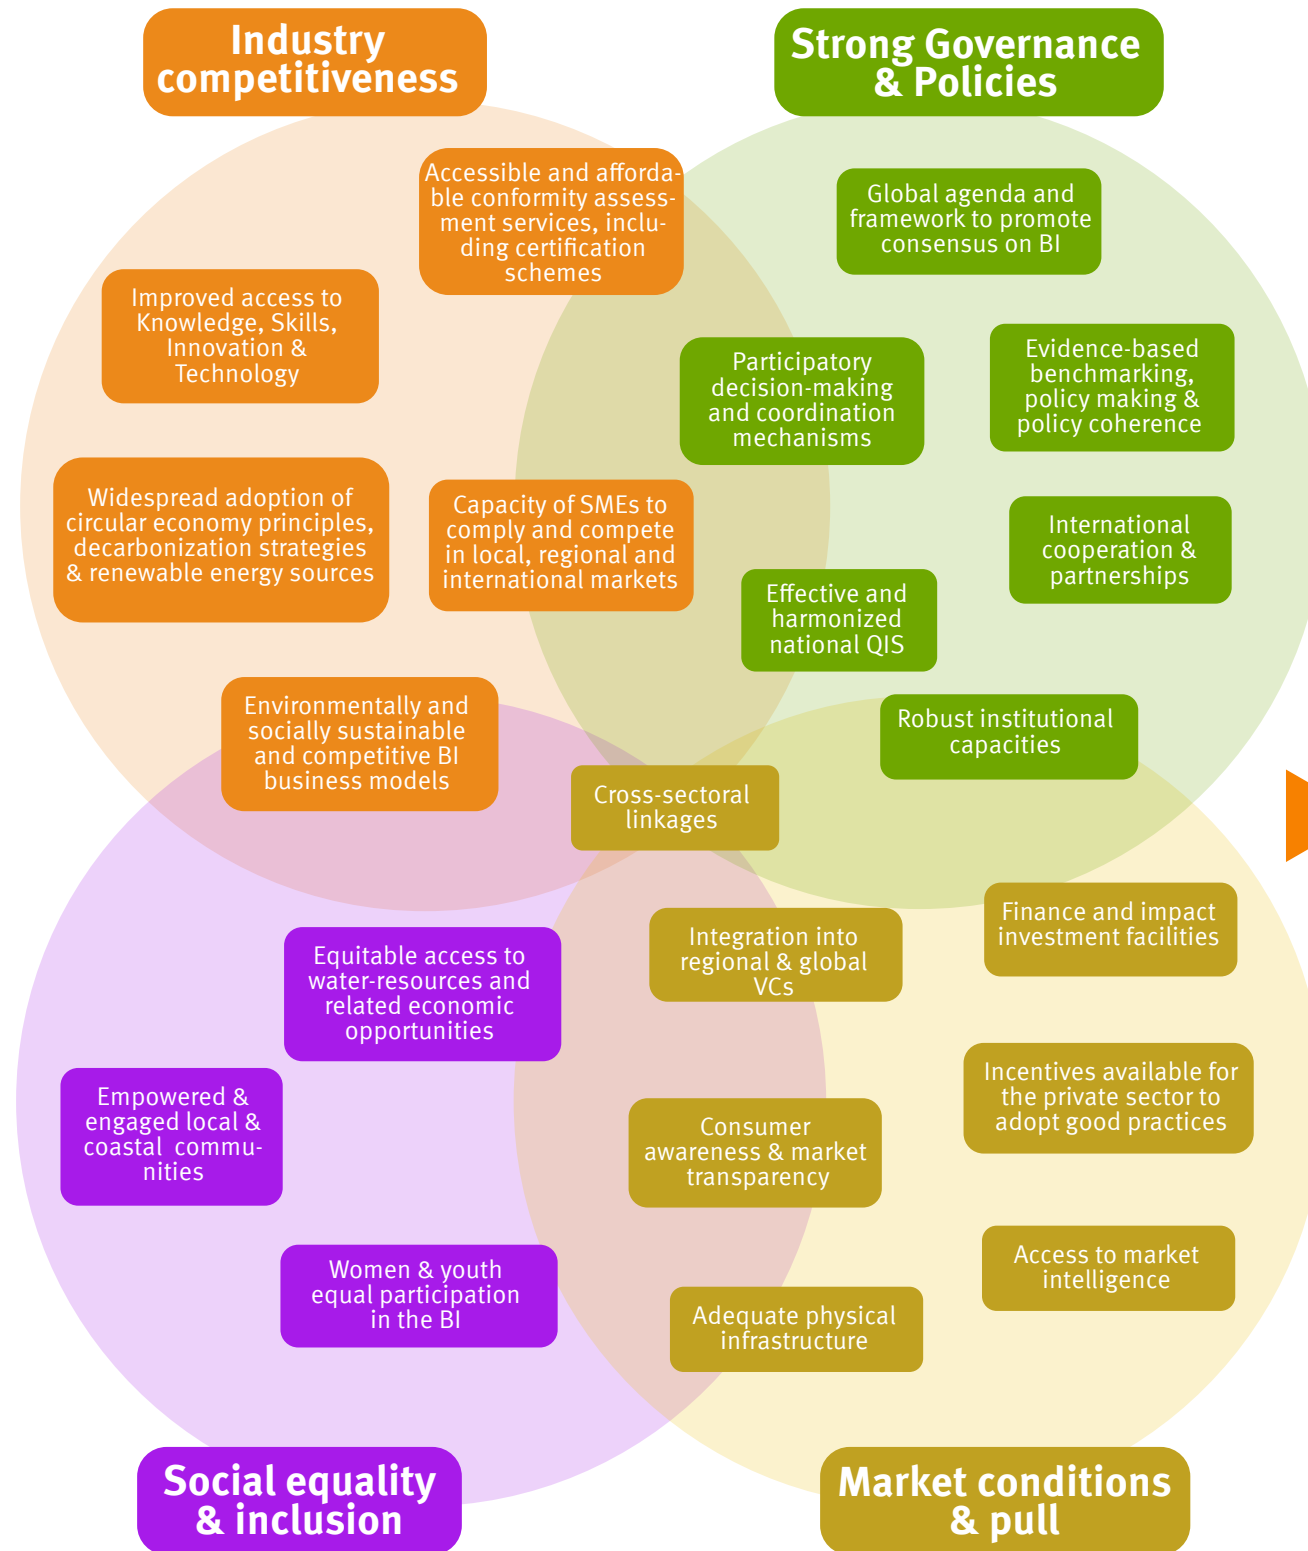 Industry
competitiveness
Strong Governance
& Policies
Accessible and afforda-
ble conformity assess-
ment services, inclu-
ding certification
schemes
Global agenda and
framework to promote
consensus on BI
Improved access to
Knowledge, Skills,
Innovation &
Technology
Participatory
decision-making
and coordination
mechanisms
Evidence-based
benchmarking,
policy making &
policy coherence
Widespread adoption of
circular economy principles,
decarbonization strategies
& renewable energy sources
Capacity of SMEs to
comply and compete
in local, regional and
international markets
International
cooperation &
partnerships
Effective and
harmonized
national QIS
Environmentally and
socially sustainable
and competitive BI
business models
Robust institutional
capacities
Cross-sectoral
linkages
Equitable access to
water-resources and
related economic
opportunities
Integration into
regional & global
VCs
Finance and impact
investment facilities
Empowered &
engaged local &
coastal commu-
nities
Consumer
awareness & market
transparency
Incentives available for
the private sector to
adopt good practices
Women & youth
equal participation
in the BI
Adequate physical
infrastructure
Access to market
intelligence
Social equality
& inclusion
Market conditions
& pull